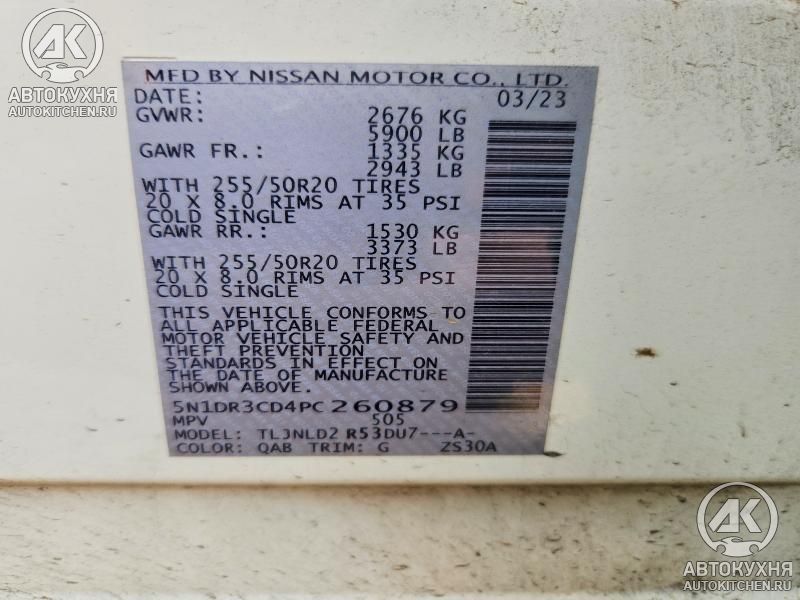 AK
АВТОКУХНЯ
AUTOKITCHEN.RU
MFD BY NISSAN MOTOR CO., LTD.
DATE: 03/23
GVWR: 2676 KG
5900 LB
GAWR FR.: 1335 KG
2943 LB
WITH 255/50R20 TIRES
20 X 8.0 RIMS AT 35 PSI
COLD SINGLE
GAWR RR.: 1530 KG
3373 LB
WITH 255/50R20 TIRES
20 X 8.0 RIMS AT 35 PSI
COLD SINGLE
THIS VEHICLE CONFORMS TO
ALL APPLICABLE FEDERAL
MOTOR VEHICLE SAFETY AND
THEFT PREVENTION
STANDARDS IN EFFECT ON
THE DATE OF MANUFACTURE
SHOWN ABOVE.
5N1DR3CD4PC260879
MPV 505
MODEL: TLJNLD2 R53DU7---A-
COLOR: QAB TRIM: G ZS30A
AK
АВТОКУХНЯ
AUTOKITCHEN.RU